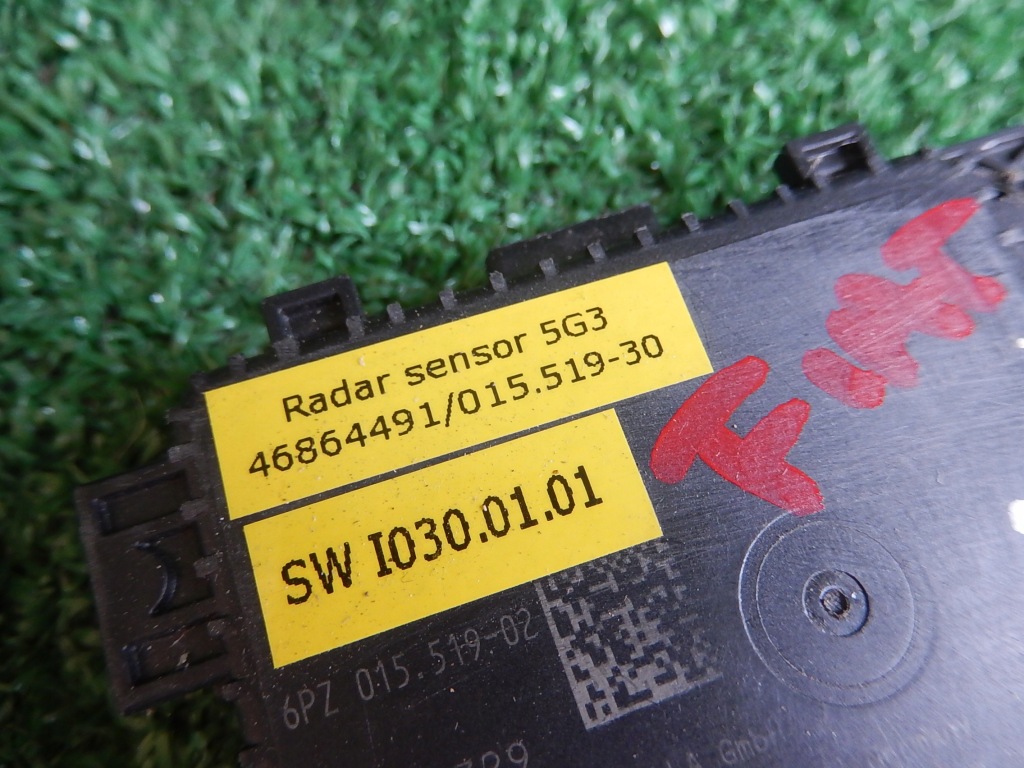 Radar sensor 5G3
46864491/015.519-30
SW I030.01.01
6PZ 015.519-02